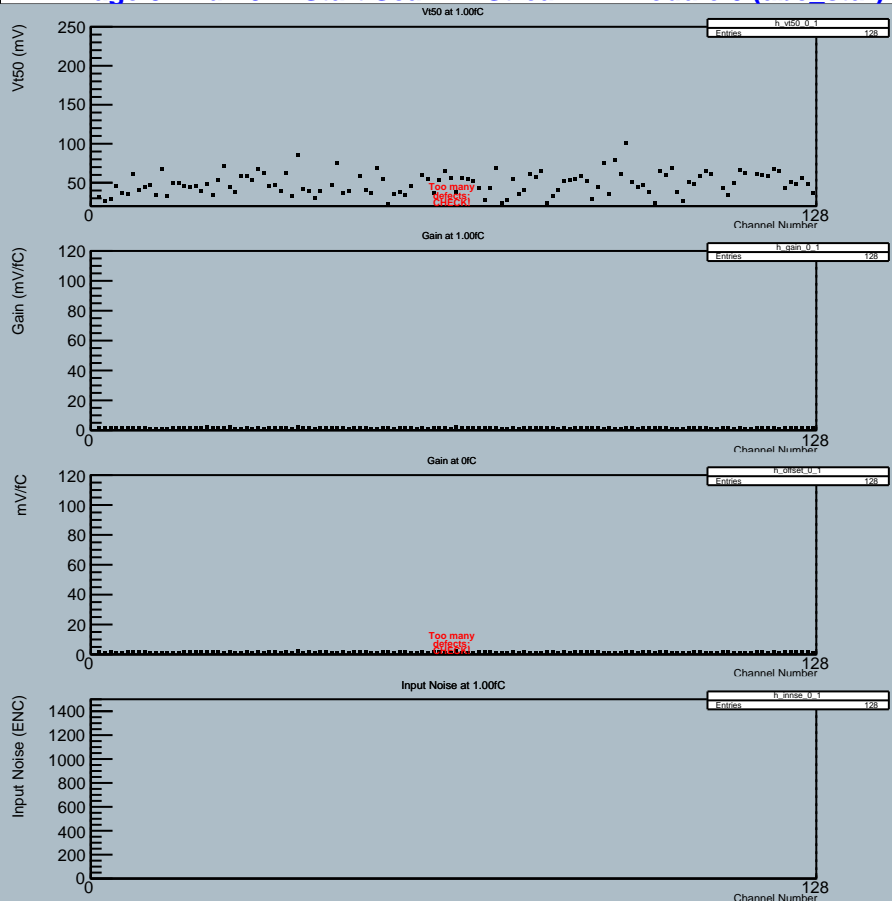 Vt50 at 1.00fC
h_vt50_0_1
Entries 128
Vt50 (mV)
250
200
150
100
50
Too many
defects:
CHECK!
0
128
Channel Number
Gain at 1.00fC
h_gain_0_1
Entries 128
Gain (mV/fC)
120
100
80
60
40
20
0
0
128
Channel Number
Gain at 0fC
h_offset_0_1
Entries 128
mV/fC
120
100
80
60
40
20
0
Too many
defects:
CHECK!
0
128
Channel Number
Input Noise at 1.00fC
h_innse_0_1
Entries 128
Input Noise (ENC)
1400
1200
1000
800
600
400
200
0
0
128
Channel Number